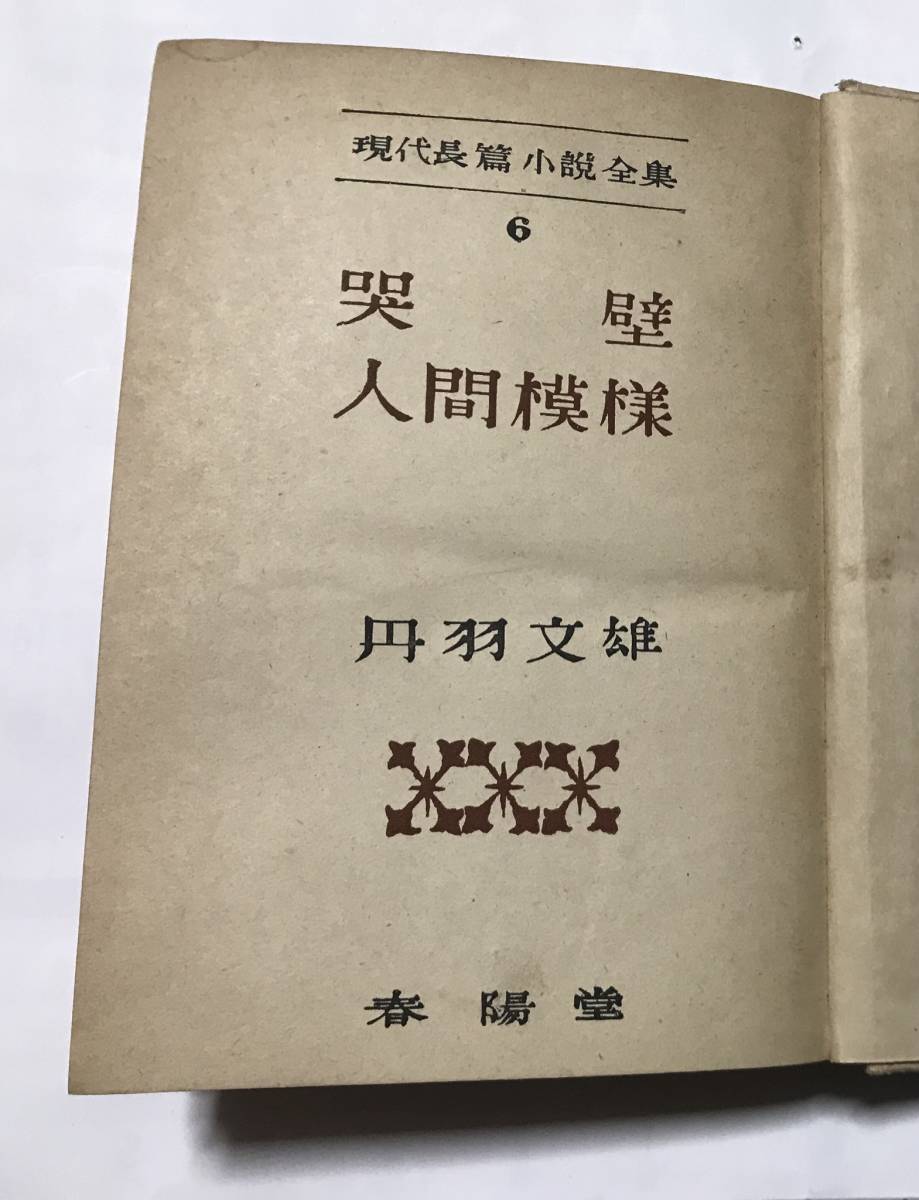 現代長篇小說全集
6
哭壁
人間模様
丹羽文雄
春陽堂